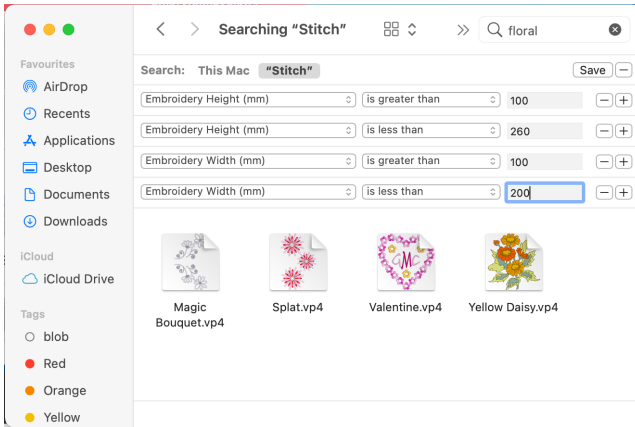 Searching “Stitch”
floral
Favourites
AirDrop
Recents
Applications
Desktop
Documents
Downloads
iCloud
iCloud Drive
Tags
blob
Red
Orange
Yellow
Search: This Mac “Stitch” Save
Embroidery Height (mm) is greater than 100
Embroidery Height (mm) is less than 260
Embroidery Width (mm) is greater than 100
Embroidery Width (mm) is less than 200
GMC
Magic
Bouquet.vp4
Splat.vp4
Valentine.vp4
Yellow Daisy.vp4